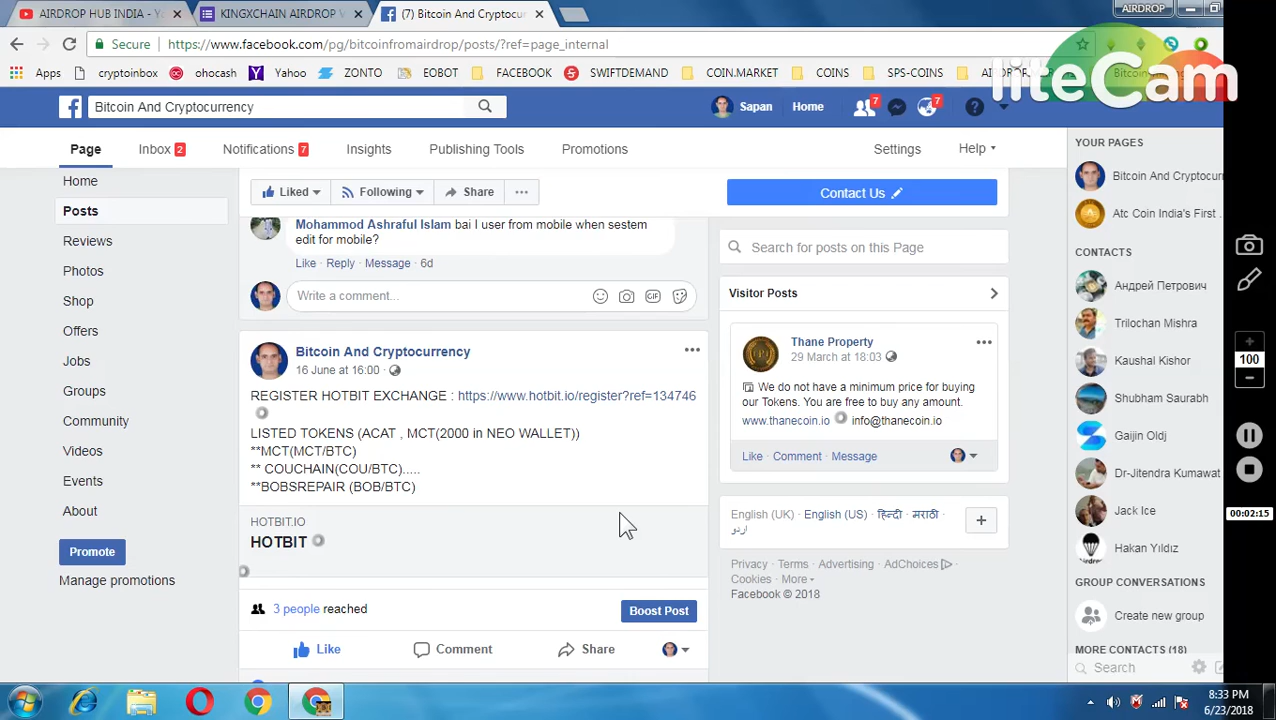 AIRDROP HUB INDIA - Y
KINGXCHAIN AIRDROP V
(7) Bitcoin And Cryptocur
AIRDROP
Secure
https://www.facebook.com/pg/bitcoinfromairdrop/posts/?ref=page_internal
Apps
cryptoinbox
ohocash
Yahoo
EOBOT
FACEBOOK
SWIFTDEMAND
COIN.MARKET
COINS
SPS-COINS
liteCam
Bitcoin And Cryptocurrency
Sapan
Home
7
7
Page
Inbox 2
Notifications 7
Insights
Publishing Tools
Promotions
Settings
Help
Home
Posts
Reviews
Photos
Shop
Offers
Jobs
Groups
Community
Videos
Events
About
Promote
Manage promotions
Liked
Following
Share
Contact Us
Mohammod Ashraful Islam bai I user from mobile when sestem
edit for mobile?
Like Reply Message 6d
Write a comment...
GIF
Bitcoin And Cryptocurrency
16 June at 16:00
REGISTER HOTBIT EXCHANGE : https://www.hotbit.io/register?ref=134746
LISTED TOKENS (ACAT , MCT(2000 in NEO WALLET))
**MCT(MCT/BTC)
** COUCHAIN(COU/BTC).....
**BOBSREPAIR (BOB/BTC)
HOTBIT.IO
HOTBIT
3 people reached
Boost Post
Like
Comment
Share
Search for posts on this Page
Visitor Posts
Thane Property
29 March at 18:03
We do not have a minimum price for buying
our Tokens. You are free to buy any amount.
www.thanecoin.io info@thanecoin.io
Like Comment Message
English (UK) · English (US) · हिन्दी · मराठी ·
اردو
Privacy · Terms · Advertising · AdChoices ·
Cookies · More
Facebook © 2018
YOUR PAGES
Bitcoin And Cryptocur
Atc Coin India's First .
CONTACTS
Андрей Петрович
Trilochan Mishra
Kaushal Kishor
Shubham Saurabh
Gaijin Oldj
Dr-Jitendra Kumawat
Jack Ice
Hakan Yıldız
GROUP CONVERSATIONS
Create new group
MORE CONTACTS (18)
Search
100
00:02:15
8:33 PM
6/23/2018